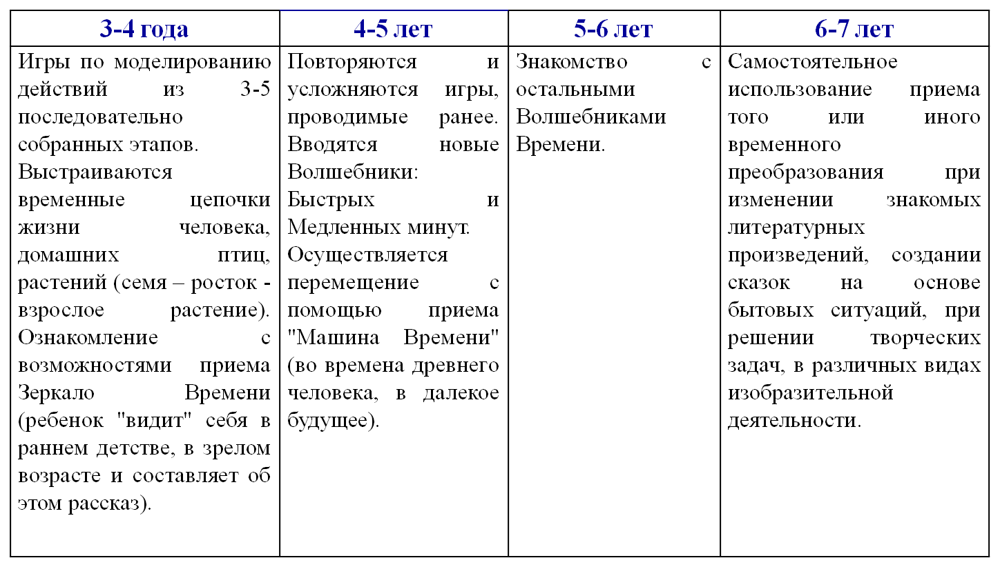 3-4 года
4-5 лет
5-6 лет
6-7 лет
Игры по моделированию
действий из 3-5
последовательно
собранных этапов.
Выстраиваются
временные цепочки
жизни человека,
домашних птиц,
растений (семя – росток -
взрослое растение).
Ознакомление с
возможностями приема
Зеркало Времени
(ребенок "видит" себя в
раннем детстве, в зрелом
возрасте и составляет об
этом рассказ).
Повторяются и
усложняются игры,
проводимые ранее.
Вводятся новые
Волшебники:
Быстрых и
Медленных минут.
Осуществляется
перемещение с
помощью приема
"Машина Времени"
(во времена древнего
человека, в далекое
будущее).
Знакомство с
остальными
Волшебниками
Времени.
Самостоятельное
использование приема
того или иного
временного
преобразования при
изменении знакомых
литературных
произведений, создании
сказок на основе
бытовых ситуаций, при
решении творческих
задач, в различных видах
изобразительной
деятельности.